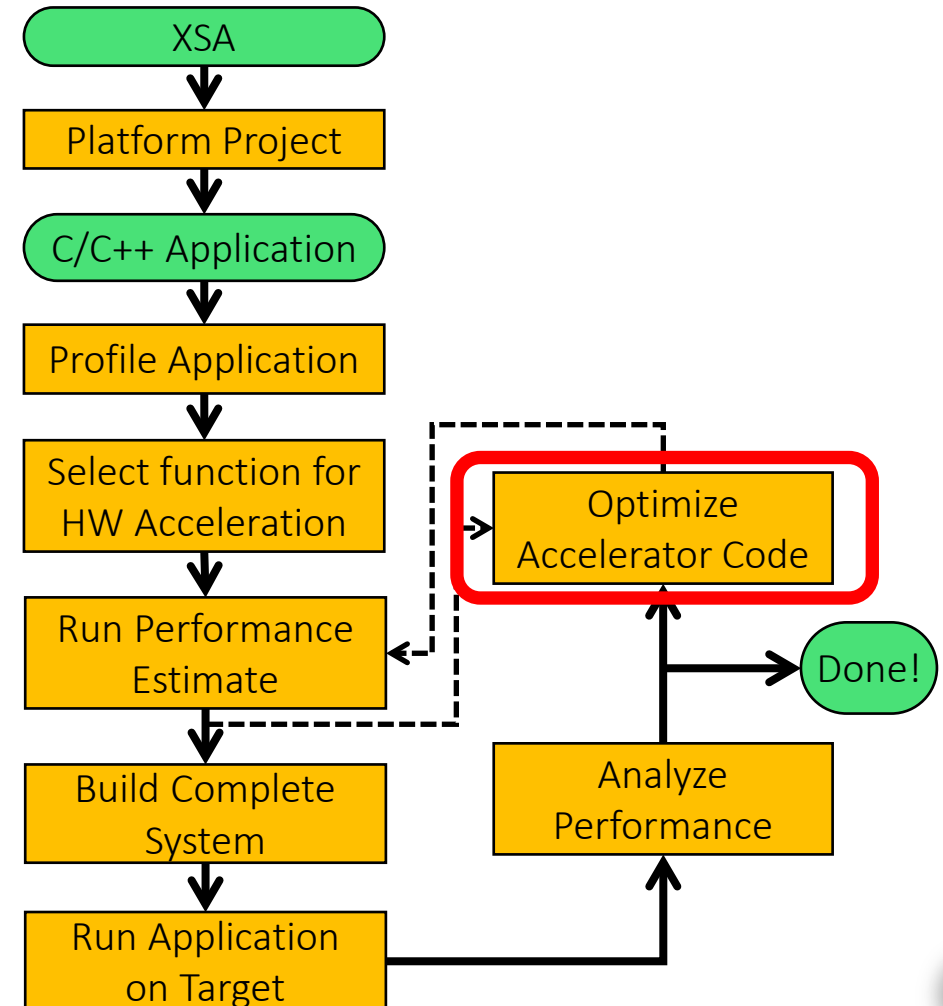 XSA
Platform Project
C/C++ Application
Profile Application
Select function for
HW Acceleration
Run Performance
Estimate
Build Complete
System
Run Application
on Target
Optimize
Accelerator Code
Done!
Analyze
Performance